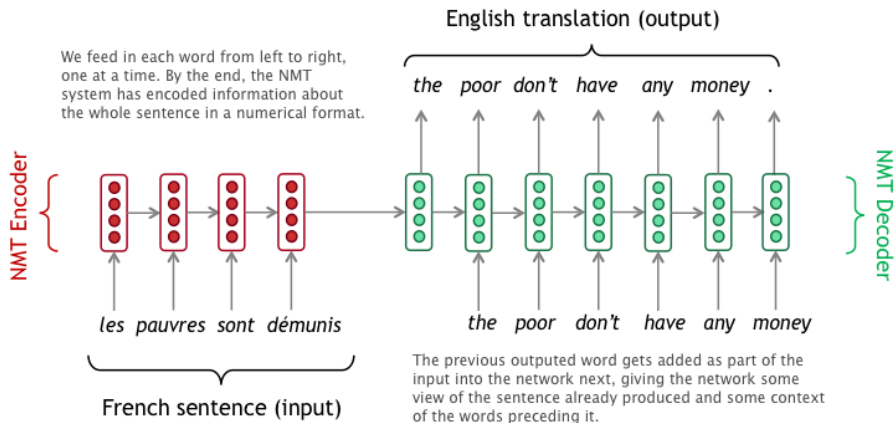 English translation (output)
We feed in each word from left to right,
one at a time. By the end, the NMT
system has encoded information about
the whole sentence in a numerical format.
the poor don't have any money .
NMT Encoder
NMT Decoder
les pauvres sont démunis
the poor don't have any money
The previous outputed word gets added as part of the
input into the network next, giving the network some
view of the sentence already produced and some context
of the words preceding it.
French sentence (input)